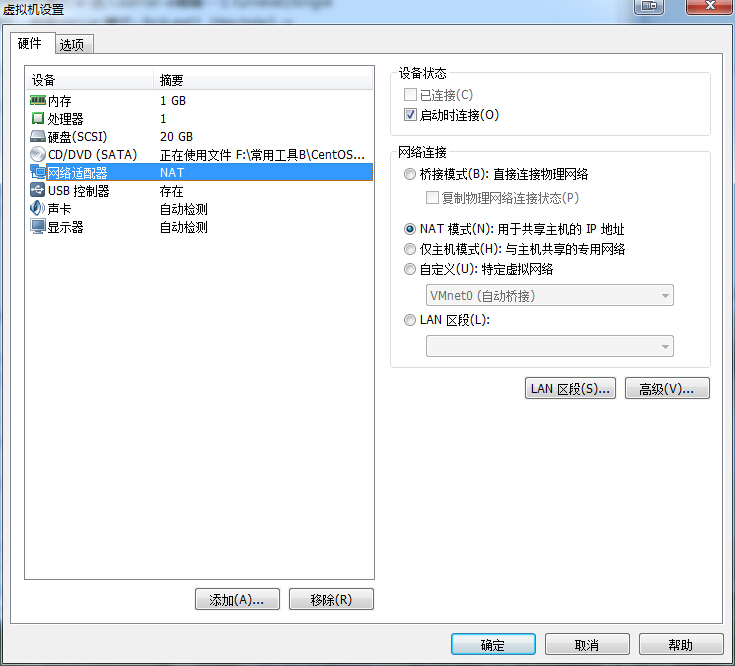 虚拟机设置
硬件 选项
设备 摘要
内存 1 GB
处理器 1
硬盘(SCSI) 20 GB
CD/DVD (SATA) 正在使用文件 F:\常用工具B\CentOS...
网络适配器 NAT
USB 控制器 存在
声卡 自动检测
显示器 自动检测
添加(A)... 移除(R)
设备状态
已连接(C)
启动时连接(O)
网络连接
桥接模式(B): 直接连接物理网络
复制物理网络连接状态(P)
NAT 模式(N): 用于共享主机的 IP 地址
仅主机模式(H): 与主机共享的专用网络
自定义(U): 特定虚拟网络
VMnet0 (自动桥接)
LAN 区段(L):
LAN 区段(S)... 高级(V)...
确定 取消 帮助